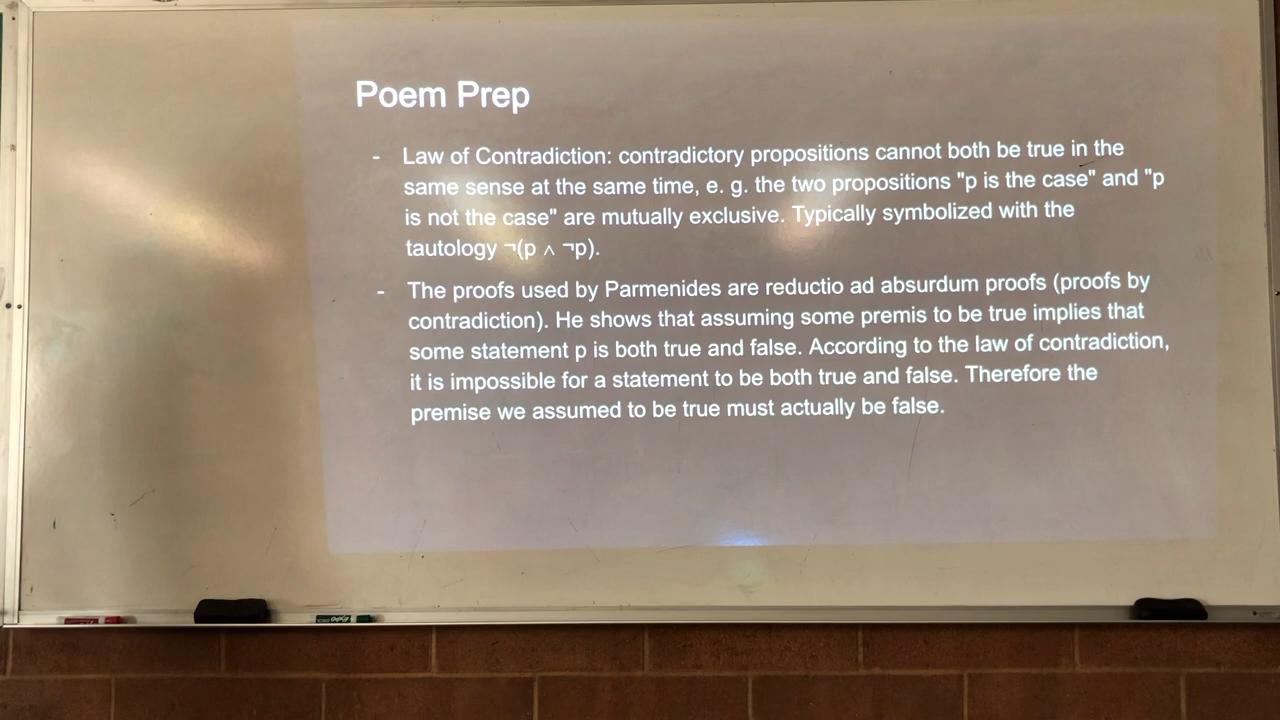 Poem Prep
- Law of Contradiction: contradictory propositions cannot both be true in the
same sense at the same time, e. g. the two propositions "p is the case" and "p
is not the case" are mutually exclusive. Typically symbolized with the
tautology ¬(p ∧ ¬p).
- The proofs used by Parmenides are reductio ad absurdum proofs (proofs by
contradiction). He shows that assuming some premis to be true implies that
some statement p is both true and false. According to the law of contradiction,
it is impossible for a statement to be both true and false. Therefore the
premise we assumed to be true must actually be false.
EXPO